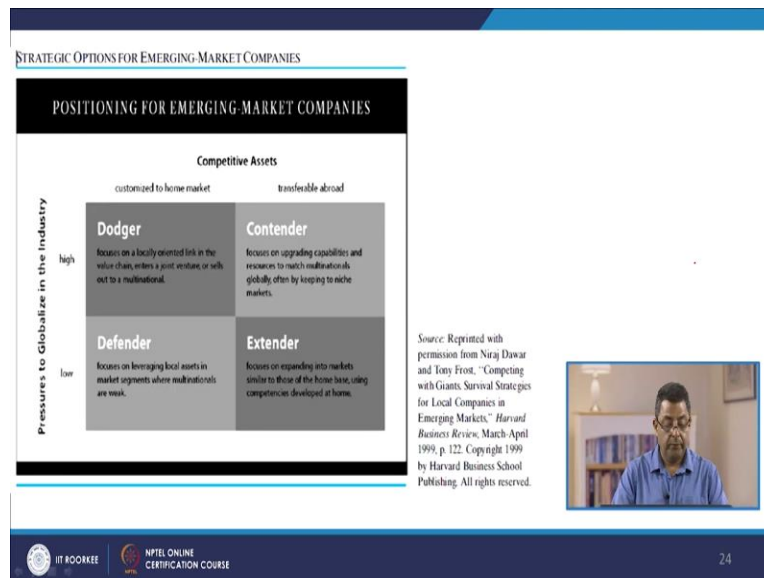 STRATEGIC OPTIONS FOR EMERGING-MARKET COMPANIES
POSITIONING FOR EMERGING-MARKET COMPANIES
Competitive Assets
customized to home market
transferable abroad
Pressures to Globalize in the Industry
high
Dodger
focuses on a locally oriented link in the
value chain, enters a joint venture, or sells
out to a multinational.
Contender
focuses on upgrading capabilities and
resources to match multinationals
globally, often by keeping to niche
markets.
low
Defender
focuses on leveraging local assets in
market segments where multinationals
are weak.
Extender
focuses on expanding into markets
similar to those of the home base, using
competencies developed at home.
Source: Reprinted with
permission from Niraj Dawar
and Tony Frost, "Competing
with Giants. Survival Strategies
for Local Companies in
Emerging Markets," Harvard
Business Review, March-April
1999, p. 122. Copyright 1999
by Harvard Business School
Publishing. All rights reserved.
IIT ROORKEE
NPTEL ONLINE
CERTIFICATION COURSE
24